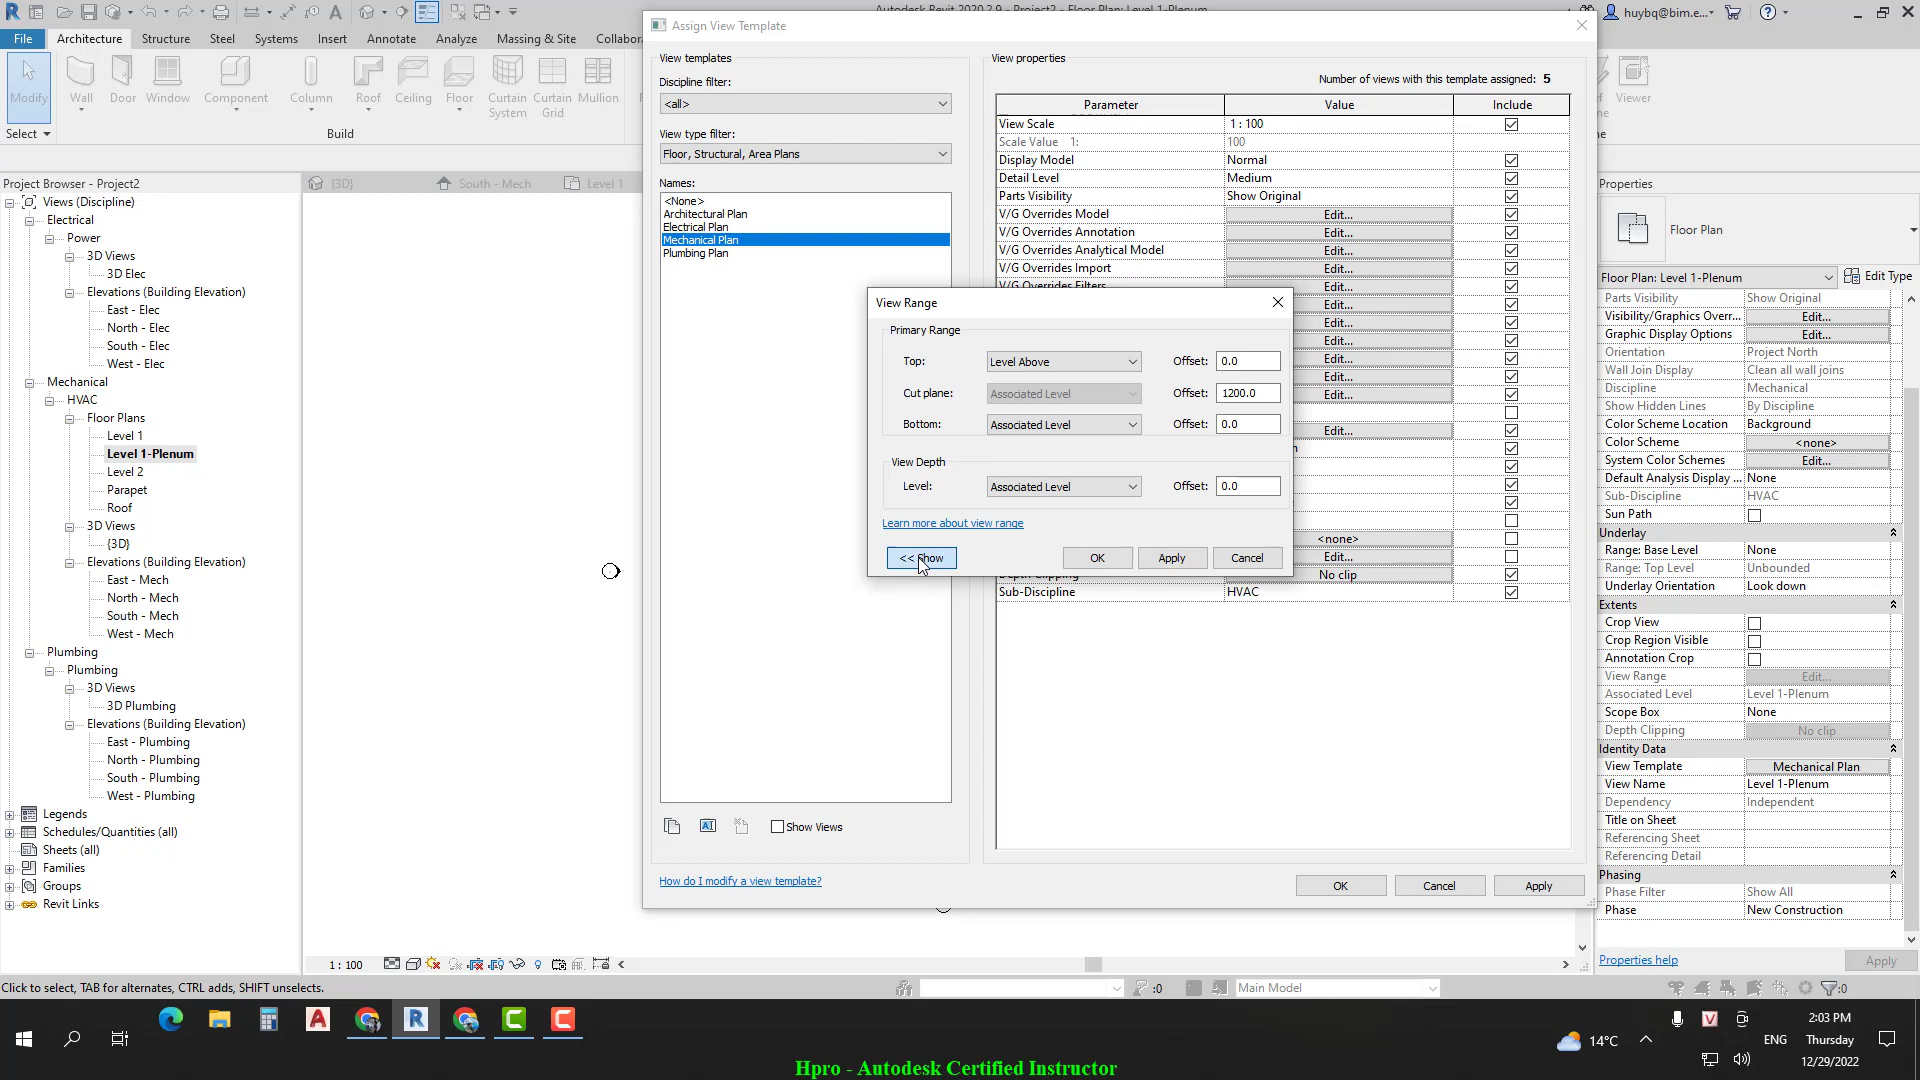 Autodesk Revit 2020.2.9 - Project2 - Floor Plan: Level 1-Plenum
huybq@bim.e...
File
Architecture
Structure
Steel
Systems
Insert
Annotate
Analyze
Massing & Site
Collabor
Modify
Wall
Door
Window
Component
Column
Roof
Ceiling
Floor
Curtain System
Curtain Grid
Mullion
Viewer
Select
Build
Project Browser - Project2
{3D}
South - Mech
Level 1
Views (Discipline)
Electrical
Power
3D Views
3D Elec
Elevations (Building Elevation)
East - Elec
North - Elec
South - Elec
West - Elec
Mechanical
HVAC
Floor Plans
Level 1
Level 1-Plenum
Level 2
Parapet
Roof
3D Views
{3D}
Elevations (Building Elevation)
East - Mech
North - Mech
South - Mech
West - Mech
Plumbing
Plumbing
3D Views
3D Plumbing
Elevations (Building Elevation)
East - Plumbing
North - Plumbing
South - Plumbing
West - Plumbing
Legends
Schedules/Quantities (all)
Sheets (all)
Families
Groups
Revit Links
Assign View Template
View templates
Discipline filter:
<all>
View type filter:
Floor, Structural, Area Plans
Names:
<None>
Architectural Plan
Electrical Plan
Mechanical Plan
Plumbing Plan
Show Views
How do I modify a view template?
View properties
Number of views with this template assigned: 5
Parameter Value Include
View Scale 1 : 100
Scale Value 1: 100
Display Model Normal
Detail Level Medium
Parts Visibility Show Original
V/G Overrides Model Edit...
V/G Overrides Annotation Edit...
V/G Overrides Analytical Model Edit...
V/G Overrides Import Edit...
V/G Overrides Filters Edit...
Edit...
Edit...
Edit...
Edit...
Edit...
Edit...
Edit...
<none>
Edit...
Depth Clipping No clip
Sub-Discipline HVAC
OK Cancel Apply
View Range
Primary Range
Top: Level Above Offset: 0.0
Cut plane: Associated Level Offset: 1200.0
Bottom: Associated Level Offset: 0.0
View Depth
Level: Associated Level Offset: 0.0
Learn more about view range
<< Show OK Apply Cancel
Properties
Floor Plan
Floor Plan: Level 1-Plenum Edit Type
Parts Visibility Show Original
Visibility/Graphics Overr... Edit...
Graphic Display Options Edit...
Orientation Project North
Wall Join Display Clean all wall joins
Discipline Mechanical
Show Hidden Lines By Discipline
Color Scheme Location Background
Color Scheme <none>
System Color Schemes Edit...
Default Analysis Display ... None
Sub-Discipline HVAC
Sun Path
Underlay
Range: Base Level None
Range: Top Level Unbounded
Underlay Orientation Look down
Extents
Crop View
Crop Region Visible
Annotation Crop
View Range Edit...
Associated Level Level 1-Plenum
Scope Box None
Depth Clipping No clip
Identity Data
View Template Mechanical Plan
View Name Level 1-Plenum
Dependency Independent
Title on Sheet
Referencing Sheet
Referencing Detail
Phasing
Phase Filter Show All
Phase New Construction
Properties help Apply
1 : 100
Click to select, TAB for alternates, CTRL adds, SHIFT unselects.
:0
Main Model
:0
14°C
ENG
2:03 PM
Thursday
12/29/2022
Hpro - Autodesk Certified Instructor